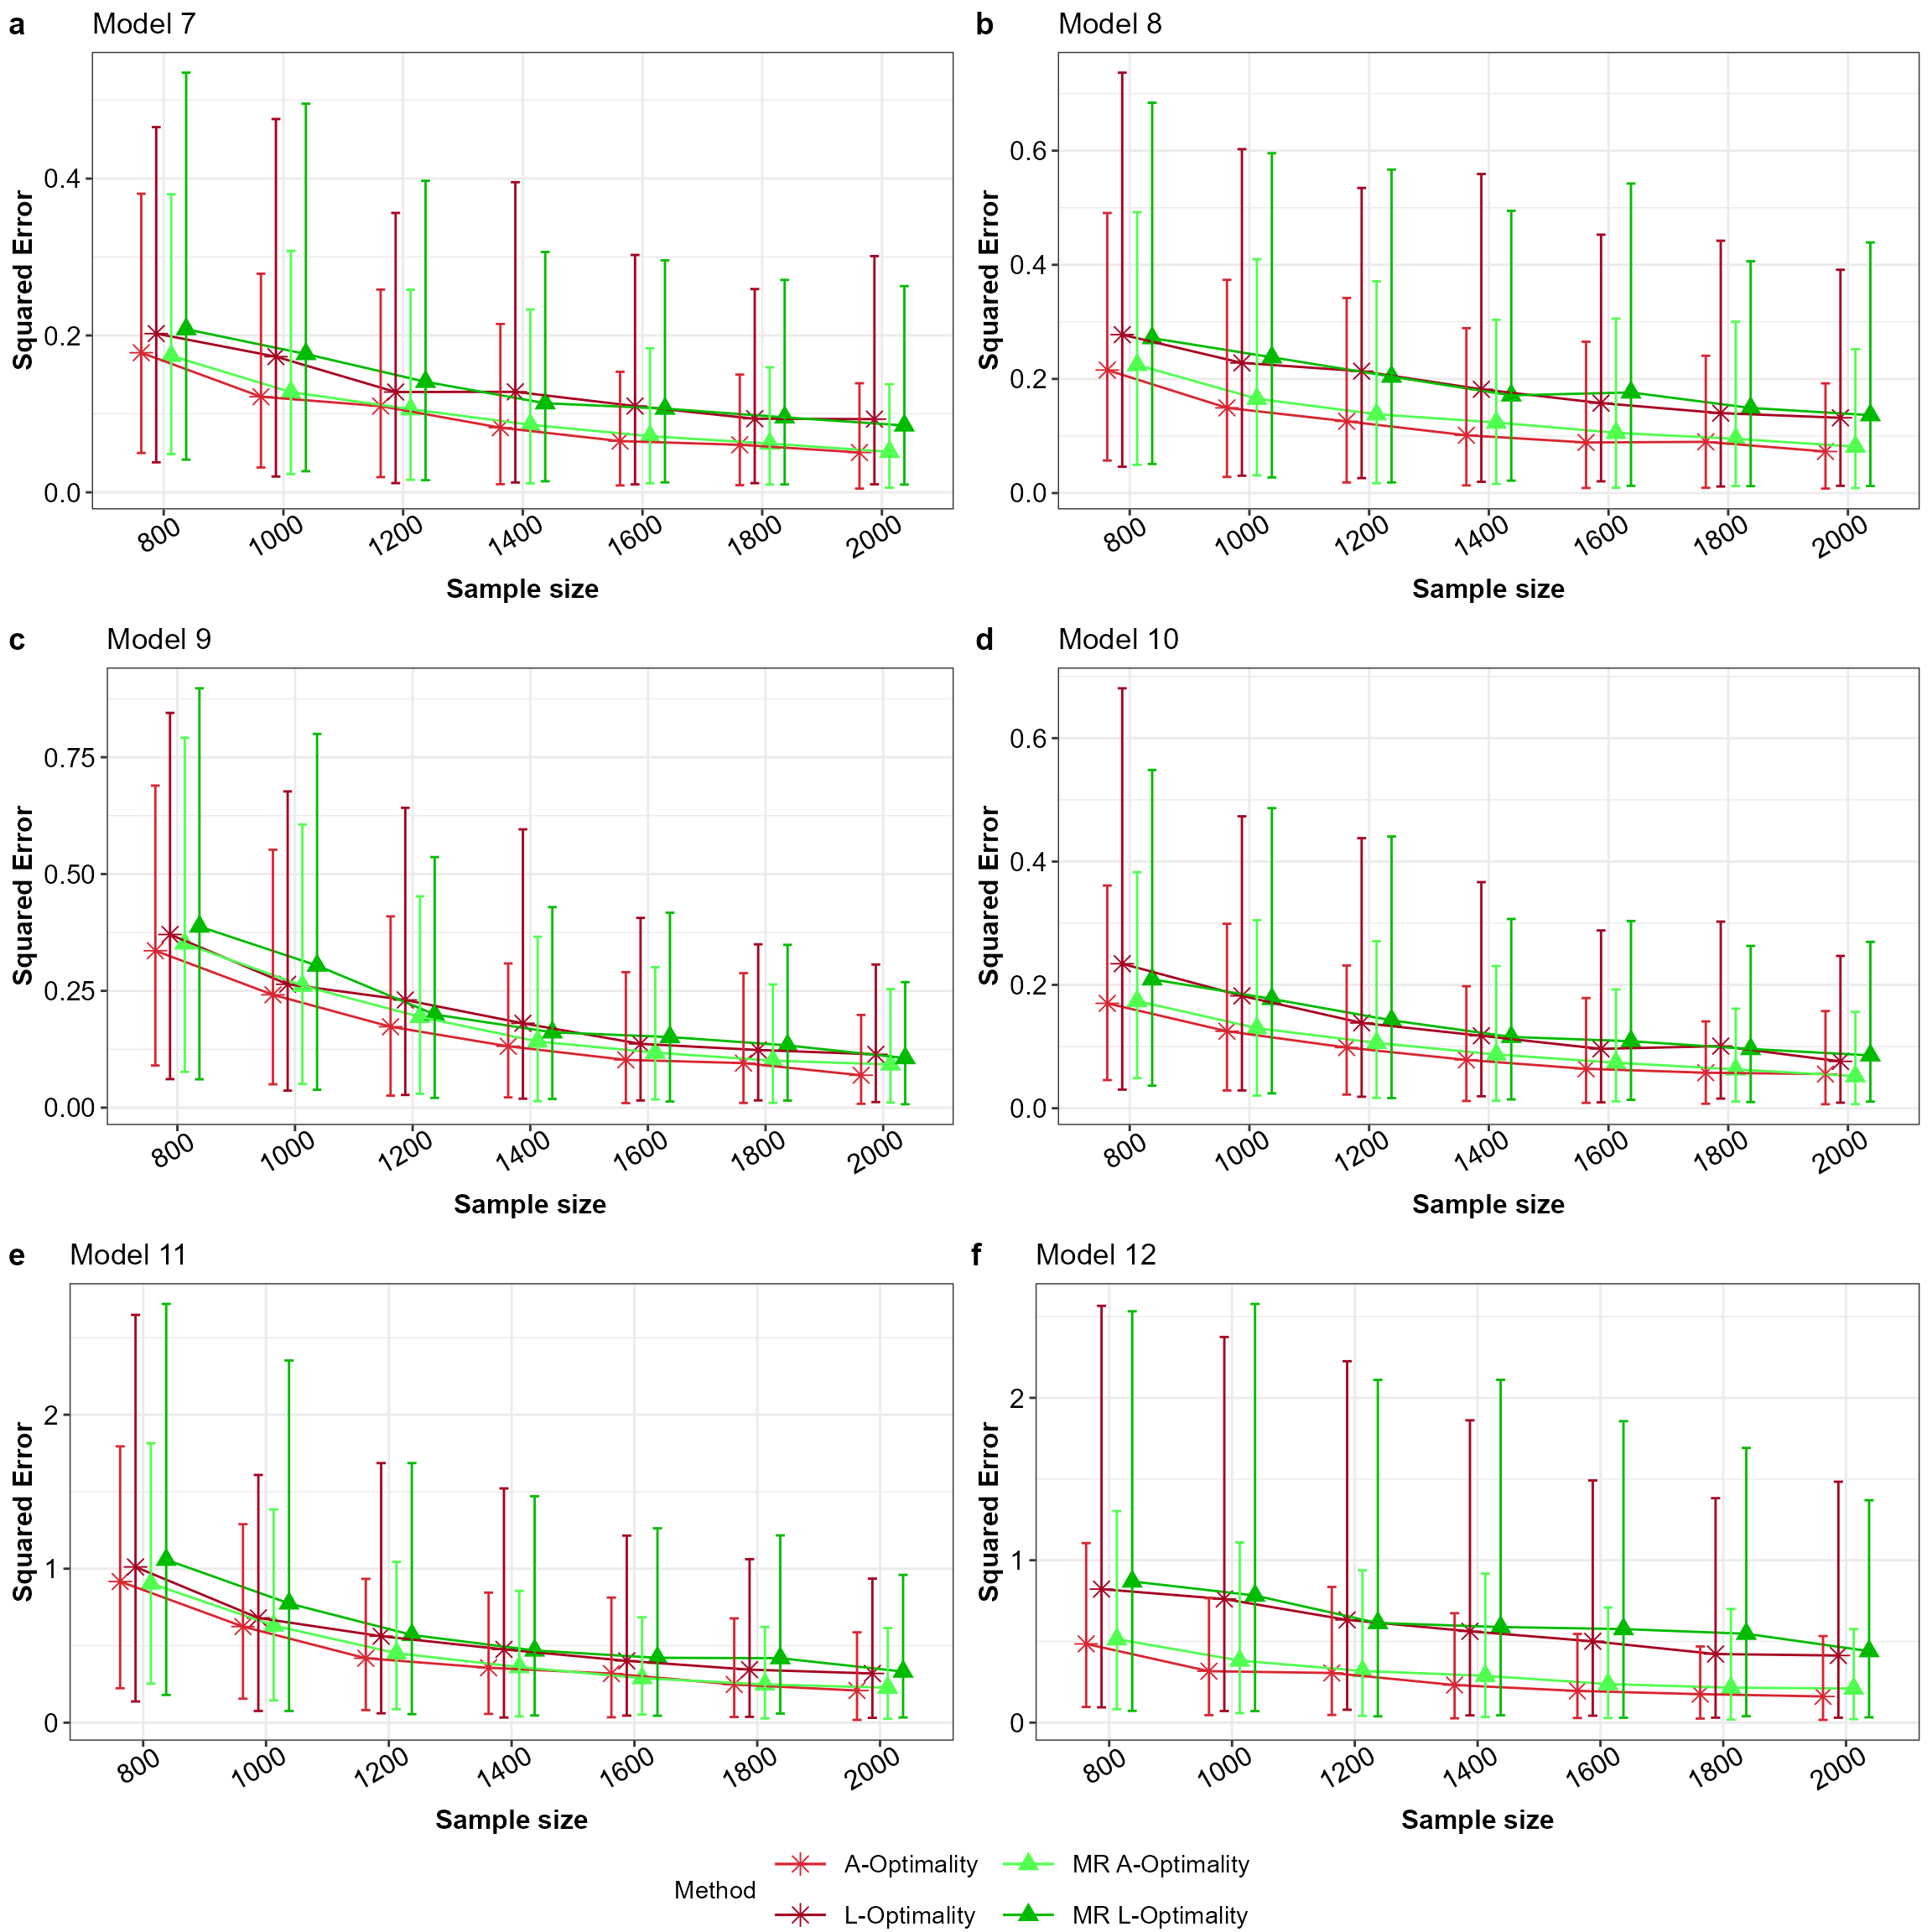 a Model 7
Squared Error
0.4
0.2
0.0
800 1000 1200 1400 1600 1800 2000
Sample size
b Model 8
Squared Error
0.6
0.4
0.2
0.0
800 1000 1200 1400 1600 1800 2000
Sample size
c Model 9
Squared Error
0.75
0.50
0.25
0.00
800 1000 1200 1400 1600 1800 2000
Sample size
d Model 10
Squared Error
0.6
0.4
0.2
0.0
800 1000 1200 1400 1600 1800 2000
Sample size
e Model 11
Squared Error
2
1
0
800 1000 1200 1400 1600 1800 2000
Sample size
f Model 12
Squared Error
2
1
0
800 1000 1200 1400 1600 1800 2000
Sample size
Method
A-Optimality MR A-Optimality
L-Optimality MR L-Optimality